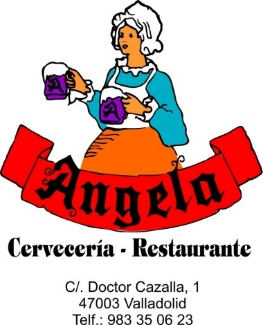 A
Angela
Cervecería - Restaurante
C/. Doctor Cazalla, 1
47003 Valladolid
Telf.: 983 35 06 23